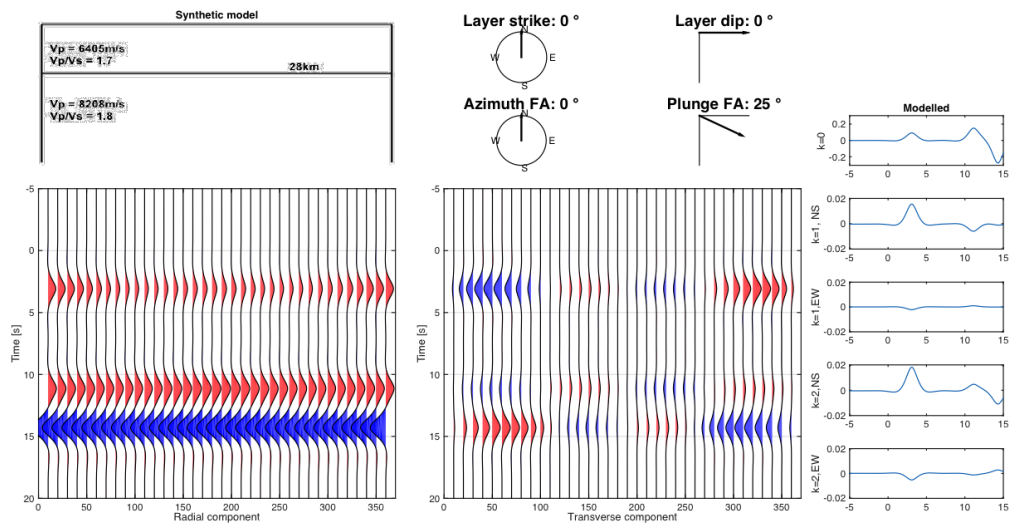 Synthetic model
Vp = 6405m/s
Vp/Vs = 1.7
28km
Vp = 8208m/s
Vp/Vs = 1.8
Layer strike: 0 °
N
W
E
S
Layer dip: 0 °
Azimuth FA: 0 °
N
W
E
S
Plunge FA: 25 °
-5
0
5
10
15
20
Time [s]
0 50 100 150 200 250 300 350
Radial component
-5
0
5
10
15
20
Time [s]
0 50 100 150 200 250 300 350
Transverse component
Modelled
k=0
0.2
0
-0.2
-5 0 5 10 15
k=1, NS
0.02
0
-0.02
-5 0 5 10 15
k=1,EW
0.02
0
-0.02
-5 0 5 10 15
k=2,NS
0.02
0
-0.02
-5 0 5 10 15
k=2,EW
0.02
0
-0.02
-5 0 5 10 15